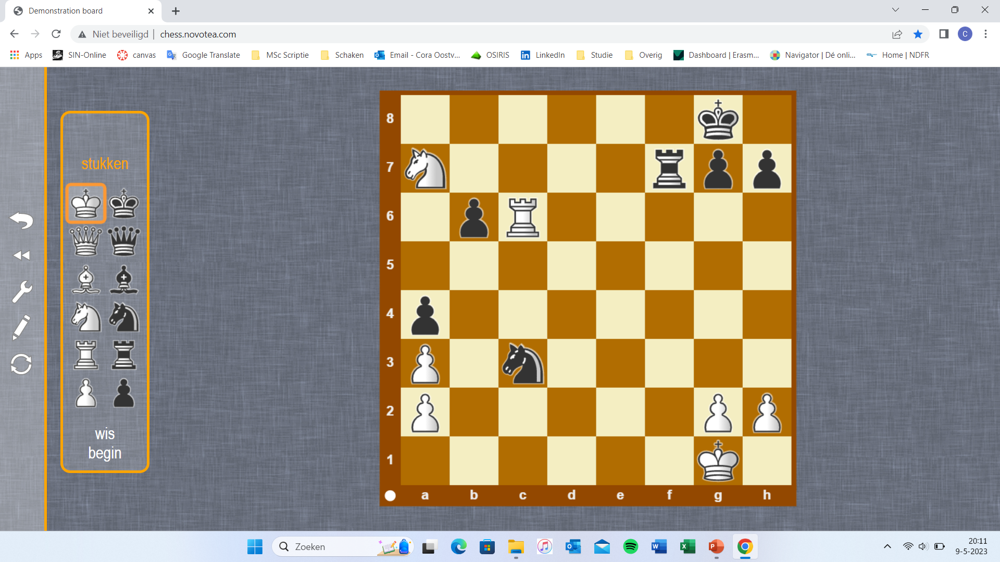 Demonstration board
Niet beveiligd | chess.novotea.com
C
Apps SIN-Online canvas Google Translate MSc Scriptie Schaken Email - Cora Oostv... OSIRIS LinkedIn Studie Overig Dashboard | Erasm... Navigator | Dé onli... Home | NDFR
stukken
wis
begin
8
7
6
5
4
3
2
1
a b c d e f g h
Zoeken
20:11
9-5-2023